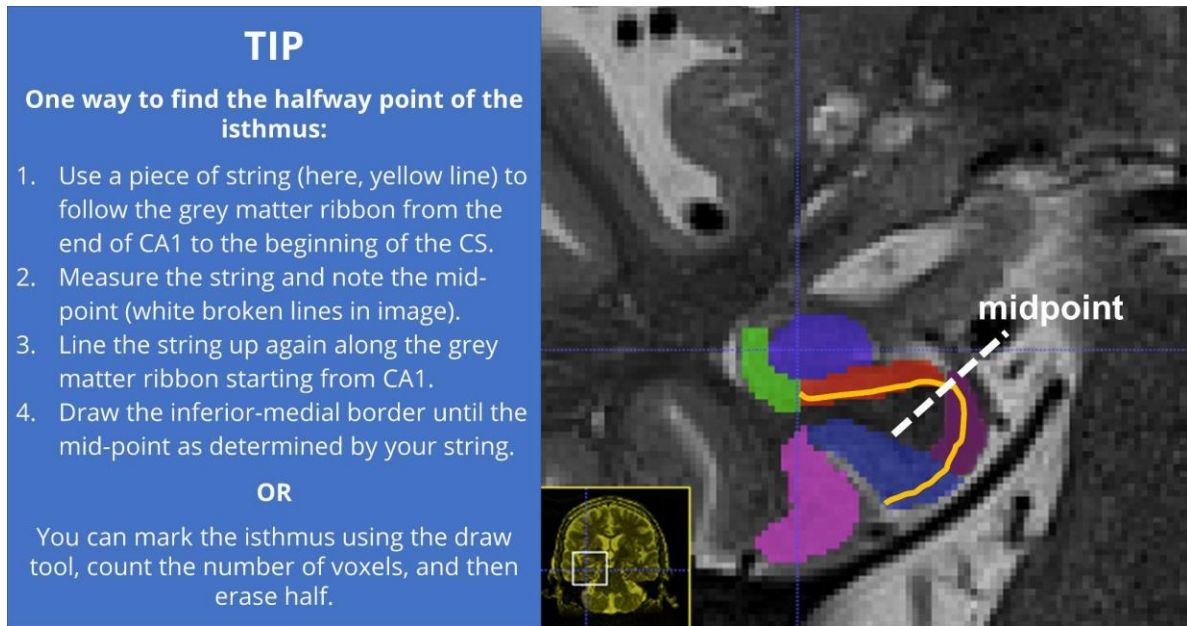 TIP
One way to find the halfway point of the
isthmus:
1. Use a piece of string (here, yellow line) to
follow the grey matter ribbon from the
end of CA1 to the beginning of the CS.
2. Measure the string and note the mid-
point (white broken lines in image).
3. Line the string up again along the grey
matter ribbon starting from CA1.
4. Draw the inferior-medial border until the
mid-point as determined by your string.
OR
You can mark the isthmus using the draw
tool, count the number of voxels, and then
erase half.
midpoint